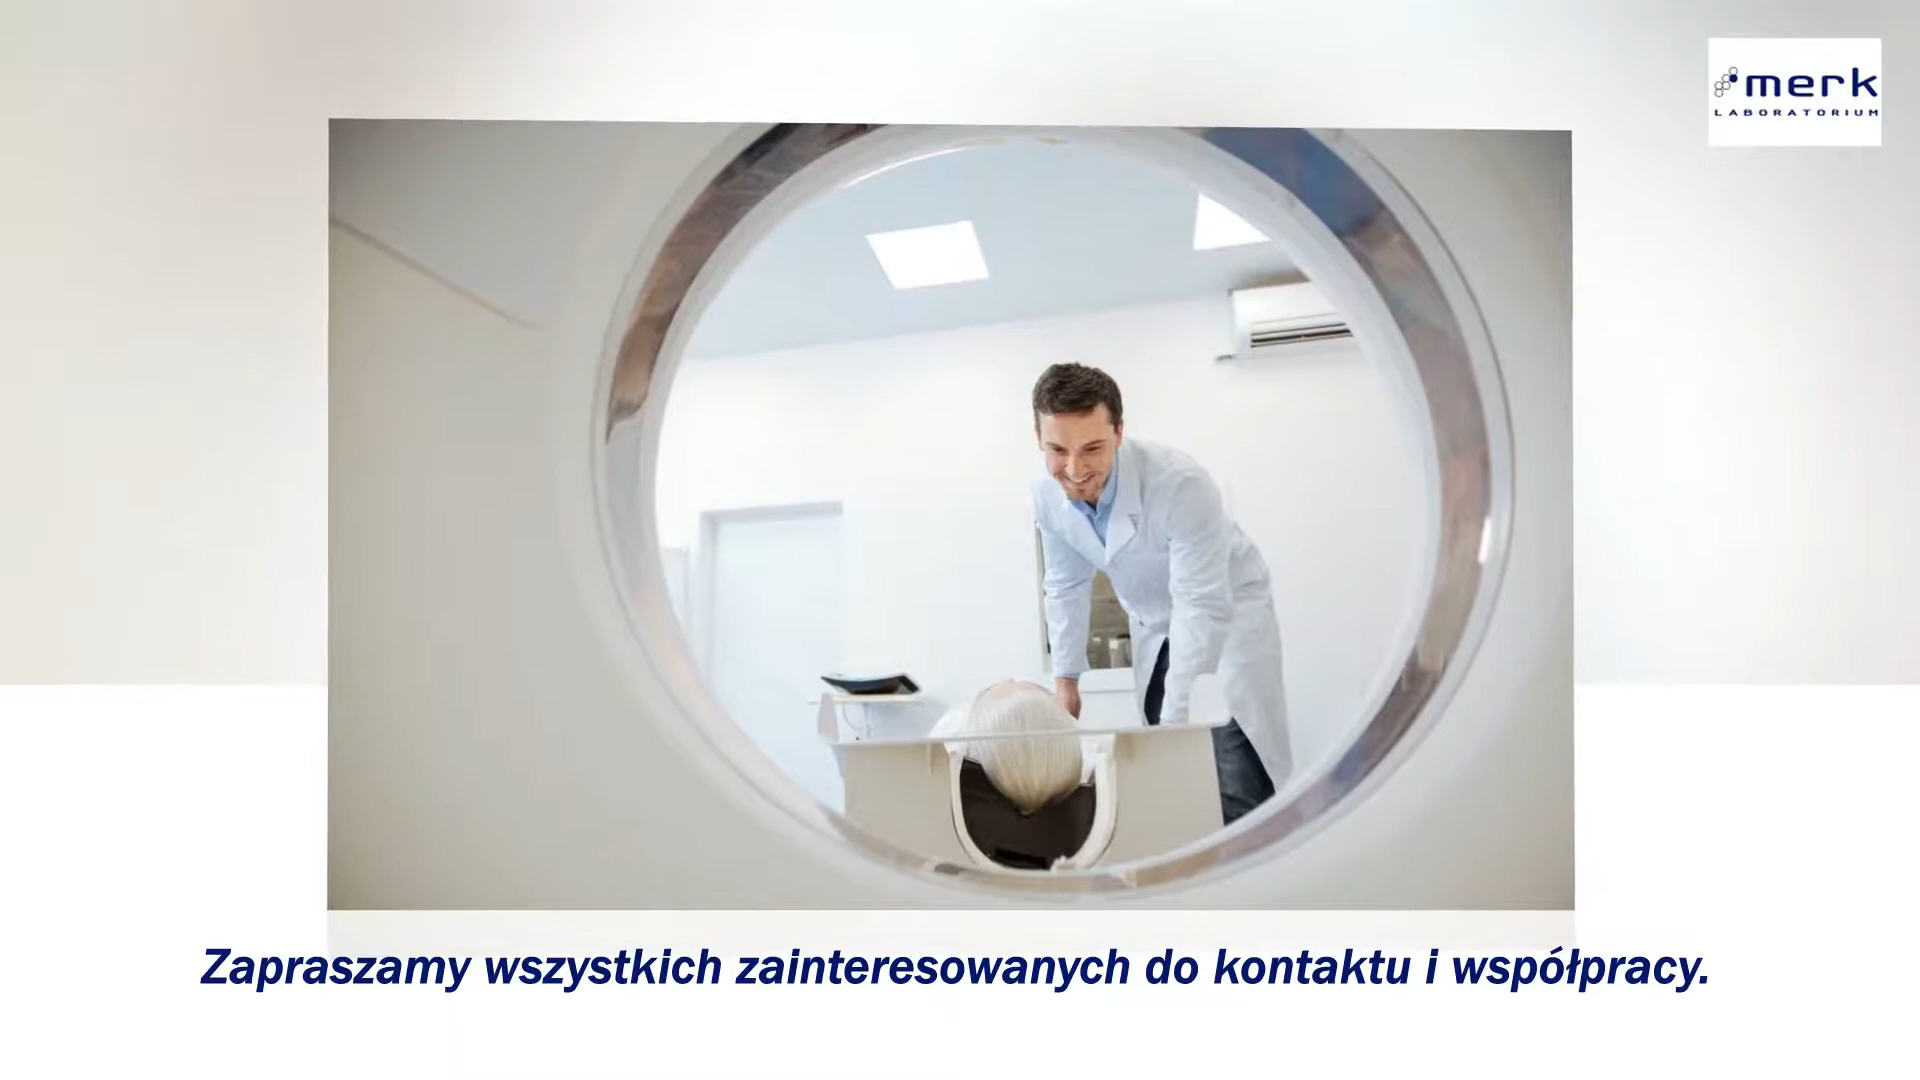 merk
LABORATORIUM
Zapraszamy wszystkich zainteresowanych do kontaktu i współpracy.